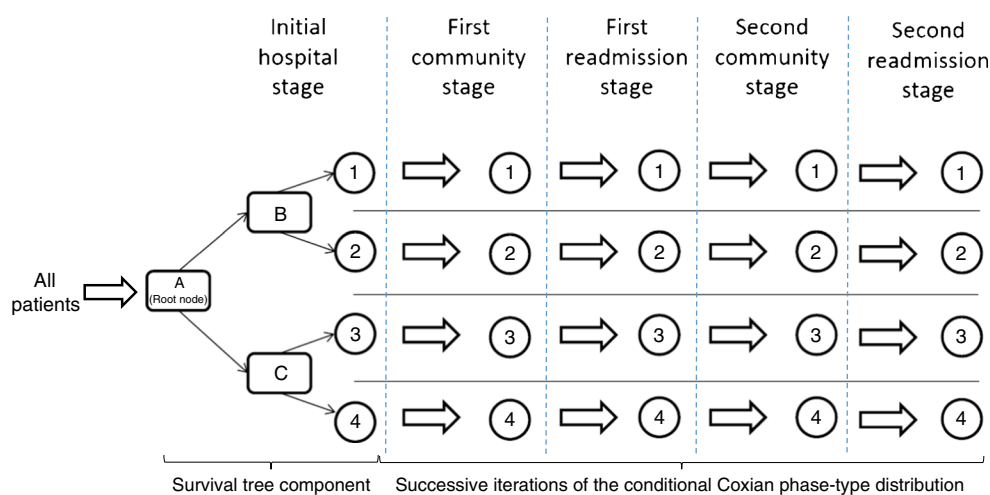 Initial
hospital
stage
First
community
stage
First
readmission
stage
Second
community
stage
Second
readmission
stage
1 1 1 1 1
B
2 2 2 2 2
All
patients
A
(Root node)
3 3 3 3 3
C
4 4 4 4 4
Survival tree component
Successive iterations of the conditional Coxian phase-type distribution